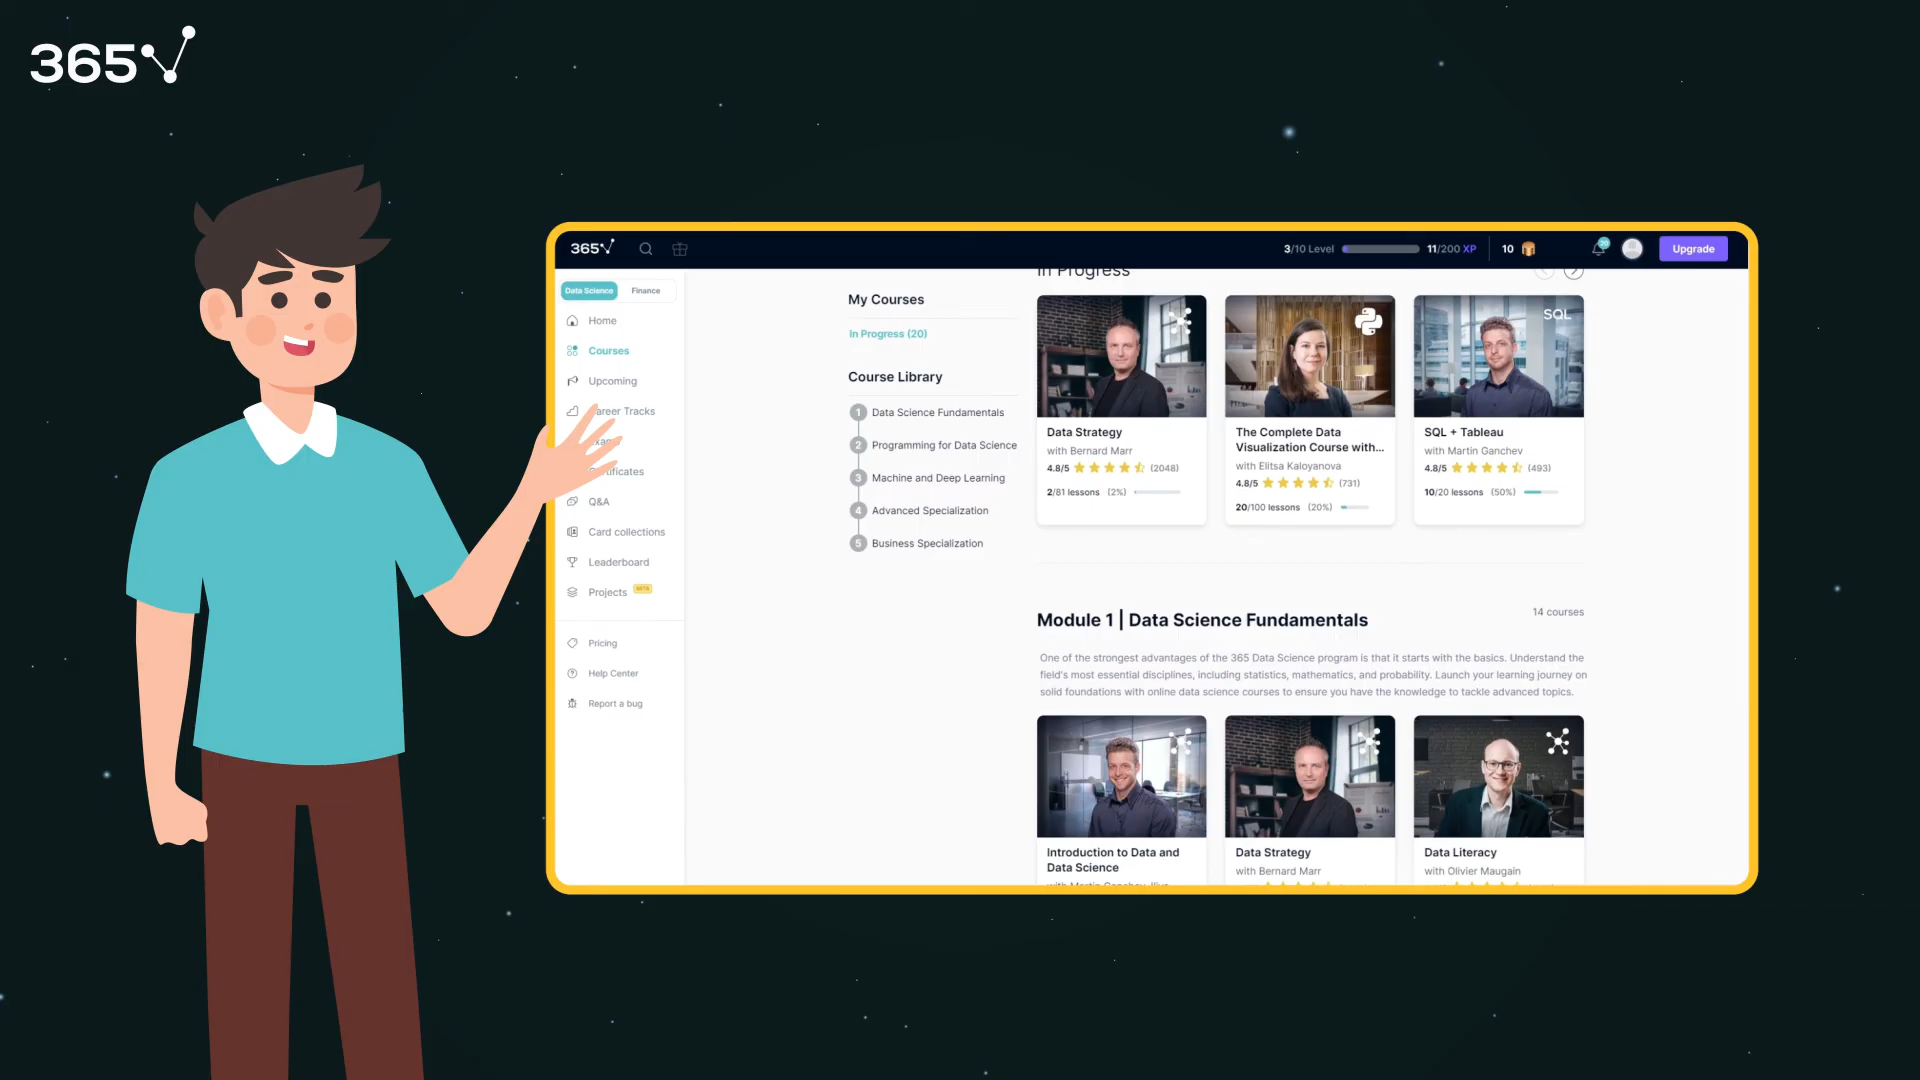 365
365
3/10 Level
11/200 XP
10
20
Upgrade
Data Science
Finance
Home
Courses
Upcoming
Career Tracks
Q&A
Card collections
Leaderboard
Projects
BETA
Pricing
Help Center
Report a bug
My Courses
In Progress (20)
Course Library
1 Data Science Fundamentals
2 Programming for Data Science
3 Machine and Deep Learning
4 Advanced Specialization
5 Business Specialization
In Progress
Data Strategy
with Bernard Marr
4.8/5 (2048)
2/81 lessons (2%)
The Complete Data
Visualization Course with...
with Elitsa Kaloyanova
4.8/5 (731)
20/100 lessons (20%)
SQL
SQL + Tableau
with Martin Ganchev
4.8/5 (493)
10/20 lessons (50%)
Module 1 | Data Science Fundamentals
14 courses
One of the strongest advantages of the 365 Data Science program is that it starts with the basics. Understand the
field's most essential disciplines, including statistics, mathematics, and probability. Launch your learning journey on
solid foundations with online data science courses to ensure you have the knowledge to tackle advanced topics.
Introduction to Data and
Data Science
Data Strategy
with Bernard Marr
Data Literacy
with Olivier Maugain